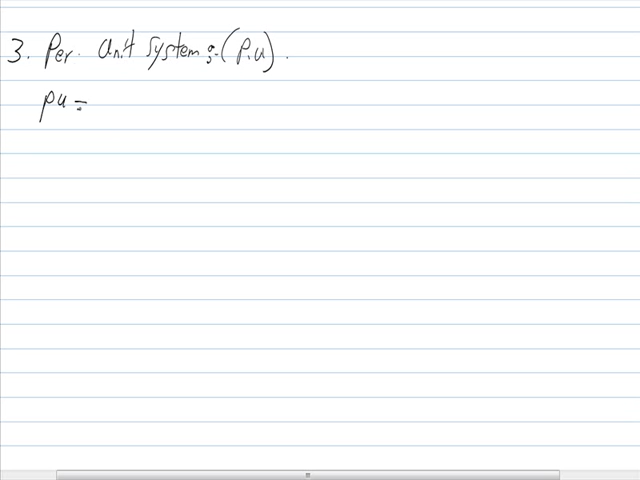 3. Per. Unit System :- (P.u).
pu =